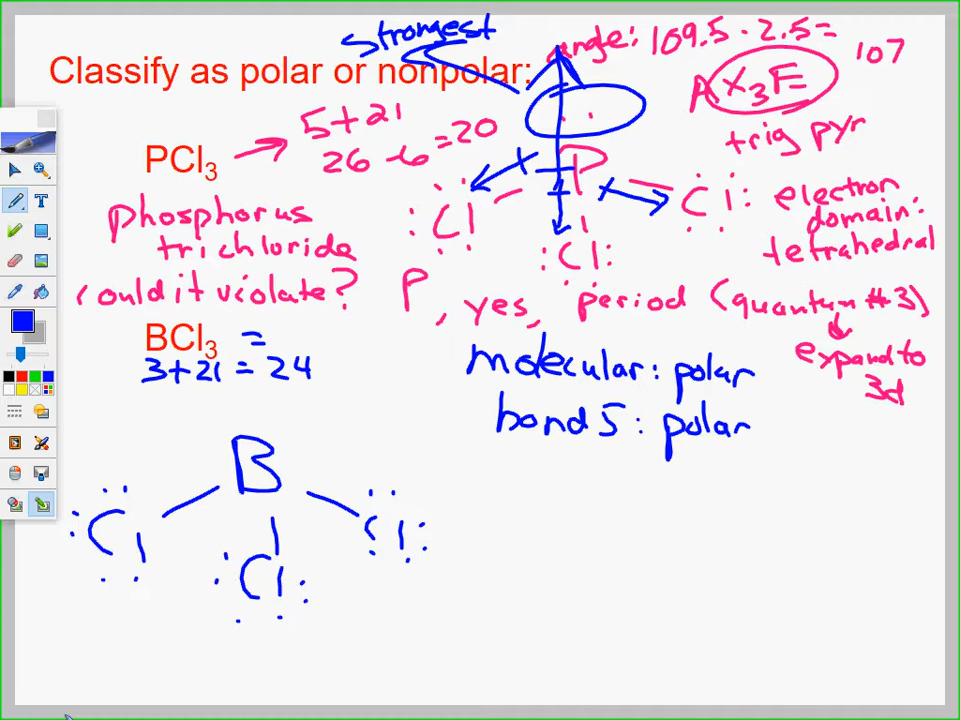 strongest
angle: 109.5 - 2.5 =
107
Classify as polar or nonpolar:
AX3E
trig pyr
5+21
26 -6 =20
PCl3
P
:Cl
Cl:
:Cl:
electron
domain:
tetrahedral
phosphorus
trichloride
could it violate? P, yes, period (quantum #3)
expand to
3d
BCl3 =
3+21 = 24
molecular: polar
bonds: polar
B
:Cl
Cl:
:Cl: